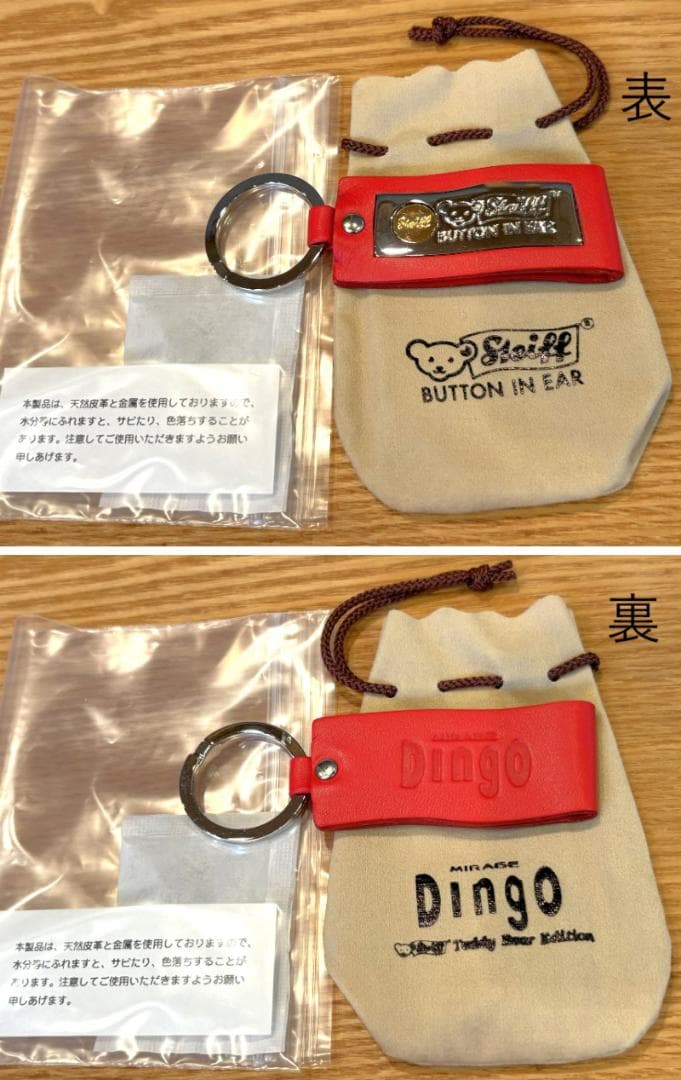 表
Steiff
Steiff
BUTTON IN EAR
Steiff®
BUTTON IN EAR
本製品は、天然皮革と金属を使用しておりますので、
水分等にふれますと、サビたり、色落ちすることが
あります。注意してご使用いただきますようお願い
申しあげます。
裏
MIRAGE
Dingo
MIRAGE
Dingo
Steiff Teddy Bear Edition
本製品は、天然皮革と金属を使用しておりますので、
水分等にふれますと、サビたり、色落ちすることが
あります。注意してご使用いただきますようお願い
申しあげます。